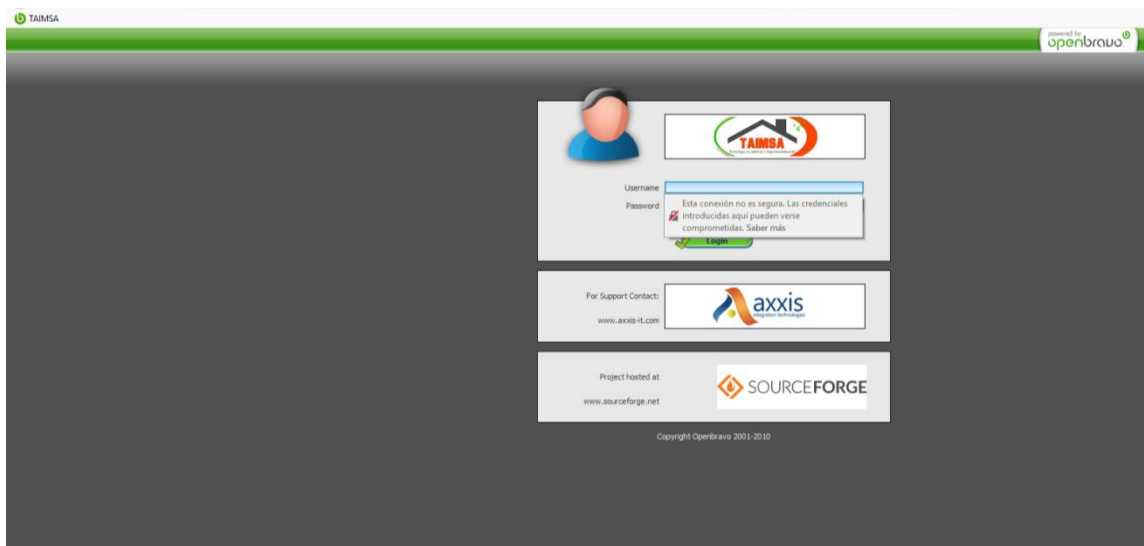 TAIMSA
powered by
openbravo
TAIMSA
Username
Password
Esta conexión no es segura. Las credenciales
introducidas aquí pueden verse
comprometidas. Saber más
Login
For Support Contact:
www.axxis-it.com
axxis
integration technologies
Project hosted at
www.sourceforge.net
SOURCEFORGE
Copyright Openbravo 2001-2010